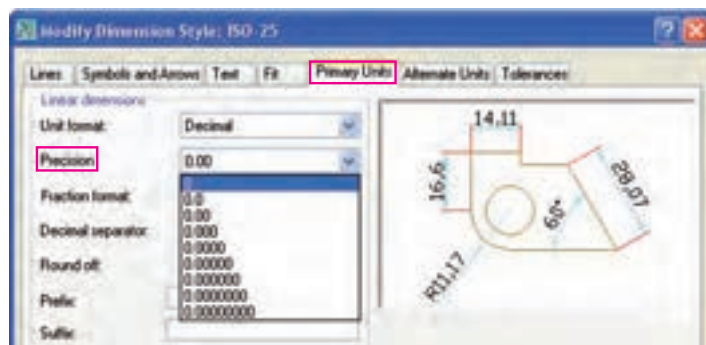 Modify Dimension Style: ISO-25
Lines Symbols and Arrows Text Fit Primary Units Alternate Units Tolerances
Linear dimensions
Unit format: Decimal
Precision 0.00
0
0.0
0.00
0.000
0.0000
0.00000
0.000000
0.0000000
0.00000000
Fraction format:
Decimal separator:
Round off:
Prefix:
Suffix:
14,11
16,6
28,07
60°
R11,17